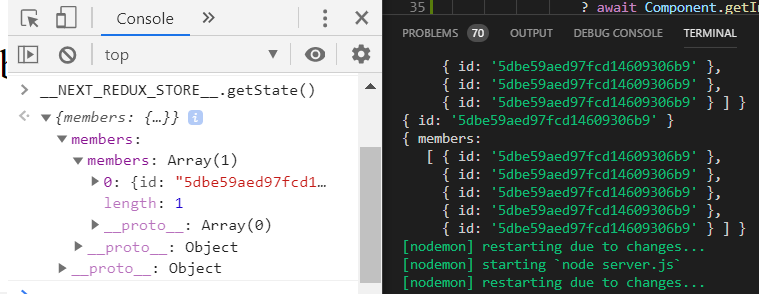 Console
top
__NEXT_REDUX_STORE__.getState()
{members: {…}}
members:
members: Array(1)
0: {id: "5dbe59aed97fcd1…
length: 1
__proto__: Array(0)
__proto__: Object
__proto__: Object
35 ? await Component.getIn
PROBLEMS 70 OUTPUT DEBUG CONSOLE TERMINAL
{ id: '5dbe59aed97fcd14609306b9' },
{ id: '5dbe59aed97fcd14609306b9' },
{ id: '5dbe59aed97fcd14609306b9' } ] }
{ id: '5dbe59aed97fcd14609306b9' }
{ members:
[ { id: '5dbe59aed97fcd14609306b9' },
{ id: '5dbe59aed97fcd14609306b9' },
{ id: '5dbe59aed97fcd14609306b9' },
{ id: '5dbe59aed97fcd14609306b9' },
{ id: '5dbe59aed97fcd14609306b9' } ] }
[nodemon] restarting due to changes...
[nodemon] starting `node server.js`
[nodemon] restarting due to changes...